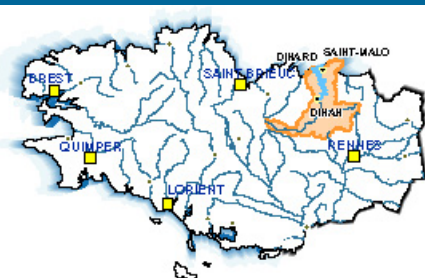 DINARD SAINT-MALO
BREST
SAINT BRIEUC
DINAN
QUIMPER
RENNES
LORIENT